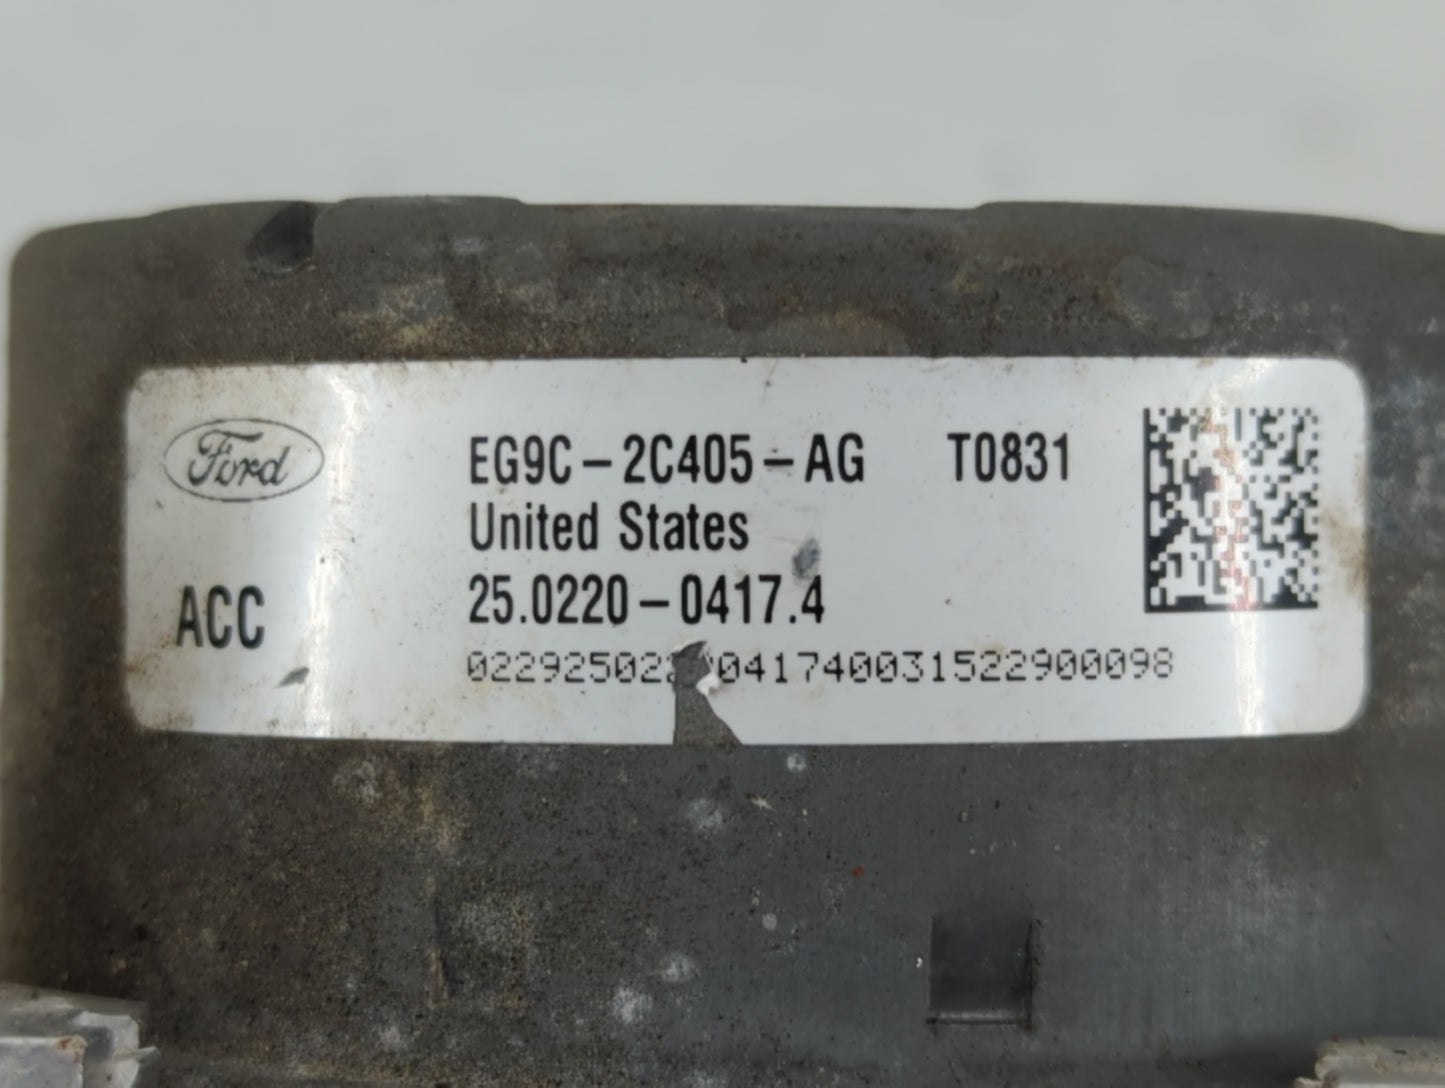 Ford
EG9C-2C405-AG T0831
United States
ACC
25.0220-0417.4